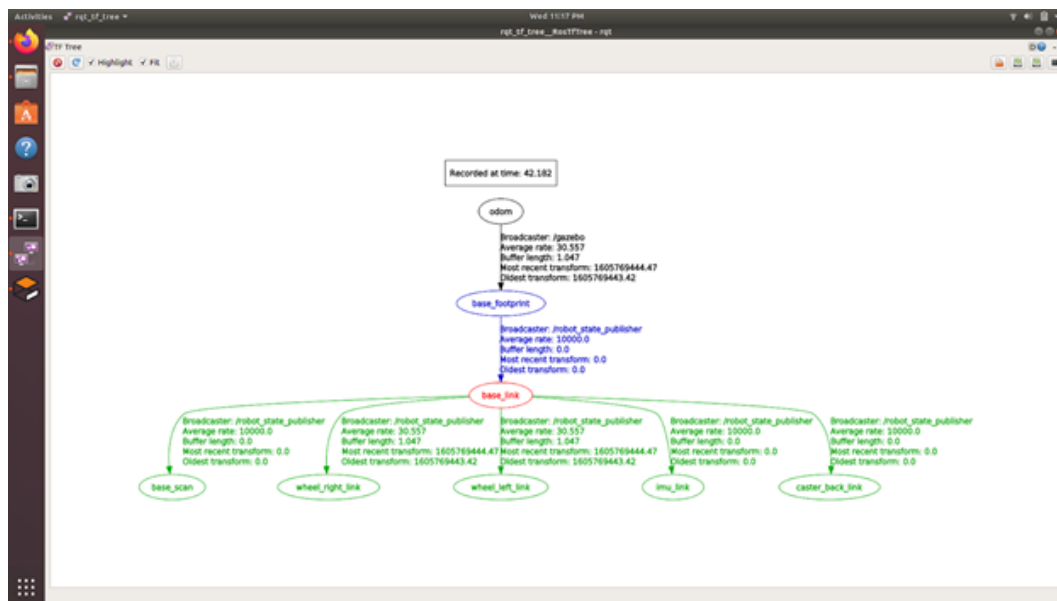 Activities rqt_tf_tree
Wed 11:17 PM
rqt_tf_tree__RosTfTree - rqt
TF Tree
Highlight Fit
Recorded at time: 42.182
odom
Broadcaster: /gazebo
Average rate: 30.557
Buffer length: 1.047
Most recent transform: 1605769444.47
Oldest transform: 1605769443.42
base_footprint
Broadcaster: /robot_state_publisher
Average rate: 10000.0
Buffer length: 0.0
Most recent transform: 0.0
Oldest transform: 0.0
base_link
Broadcaster: /robot_state_publisher
Average rate: 10000.0
Buffer length: 0.0
Most recent transform: 0.0
Oldest transform: 0.0
Broadcaster: /robot_state_publisher
Average rate: 30.557
Buffer length: 1.047
Most recent transform: 1605769444.47
Oldest transform: 1605769443.42
Broadcaster: /robot_state_publisher
Average rate: 30.557
Buffer length: 1.047
Most recent transform: 1605769444.47
Oldest transform: 1605769443.42
Broadcaster: /robot_state_publisher
Average rate: 10000.0
Buffer length: 0.0
Most recent transform: 0.0
Oldest transform: 0.0
Broadcaster: /robot_state_publisher
Average rate: 10000.0
Buffer length: 0.0
Most recent transform: 0.0
Oldest transform: 0.0
base_scan
wheel_right_link
wheel_left_link
imu_link
caster_back_link